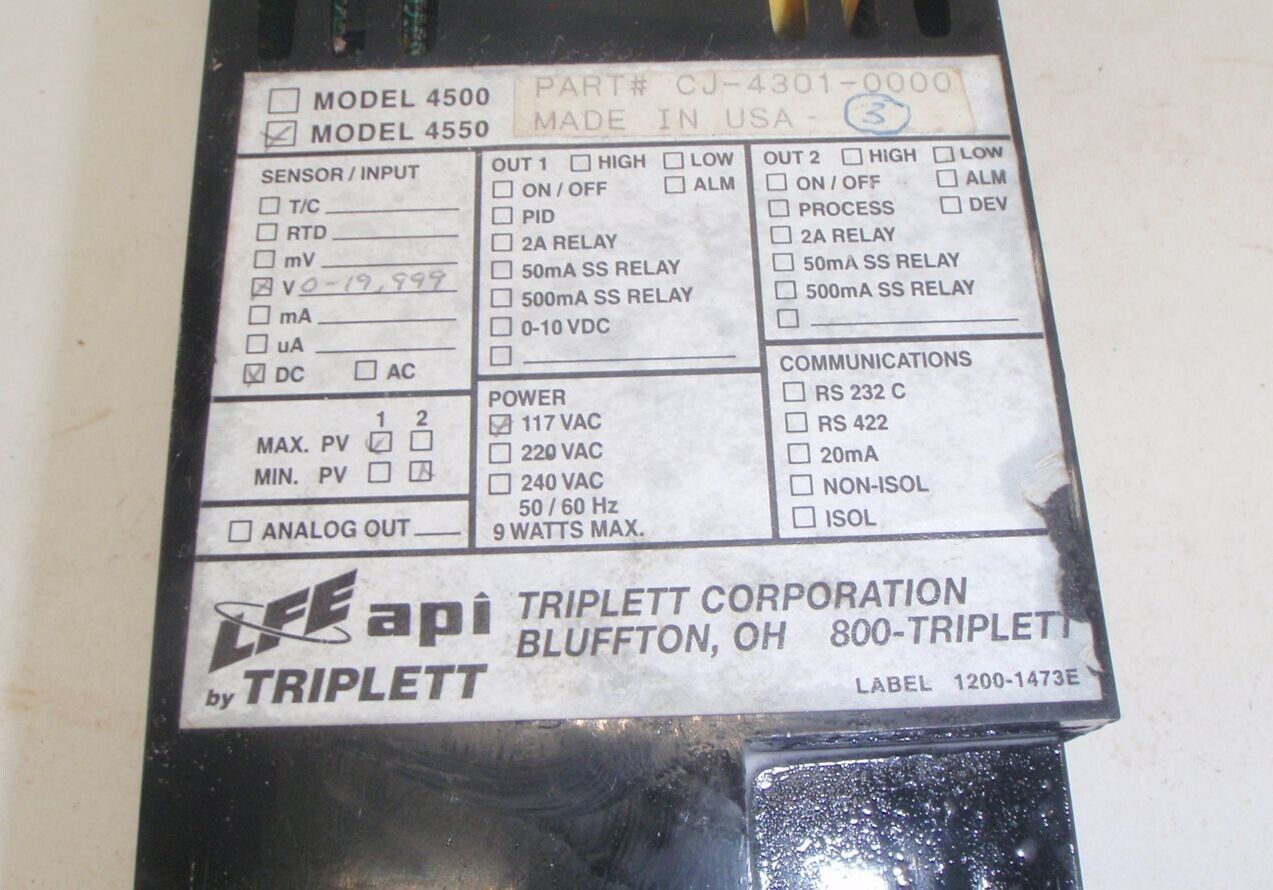 MODEL 4500
MODEL 4550
PART# CJ-4301-0000
MADE IN USA - 3
SENSOR / INPUT
T/C
RTD
mV
V 0-19,999
mA
uA
DC AC
1 2
MAX. PV
MIN. PV
ANALOG OUT
OUT 1 HIGH LOW
ON / OFF ALM
PID
2A RELAY
50mA SS RELAY
500mA SS RELAY
0-10 VDC
POWER
117 VAC
220 VAC
240 VAC
50 / 60 Hz
9 WATTS MAX.
OUT 2 HIGH LOW
ON / OFF ALM
PROCESS DEV
2A RELAY
50mA SS RELAY
500mA SS RELAY
COMMUNICATIONS
RS 232 C
RS 422
20mA
NON-ISOL
ISOL
LFE api
by TRIPLETT
TRIPLETT CORPORATION
BLUFFTON, OH 800-TRIPLETT
LABEL 1200-1473E